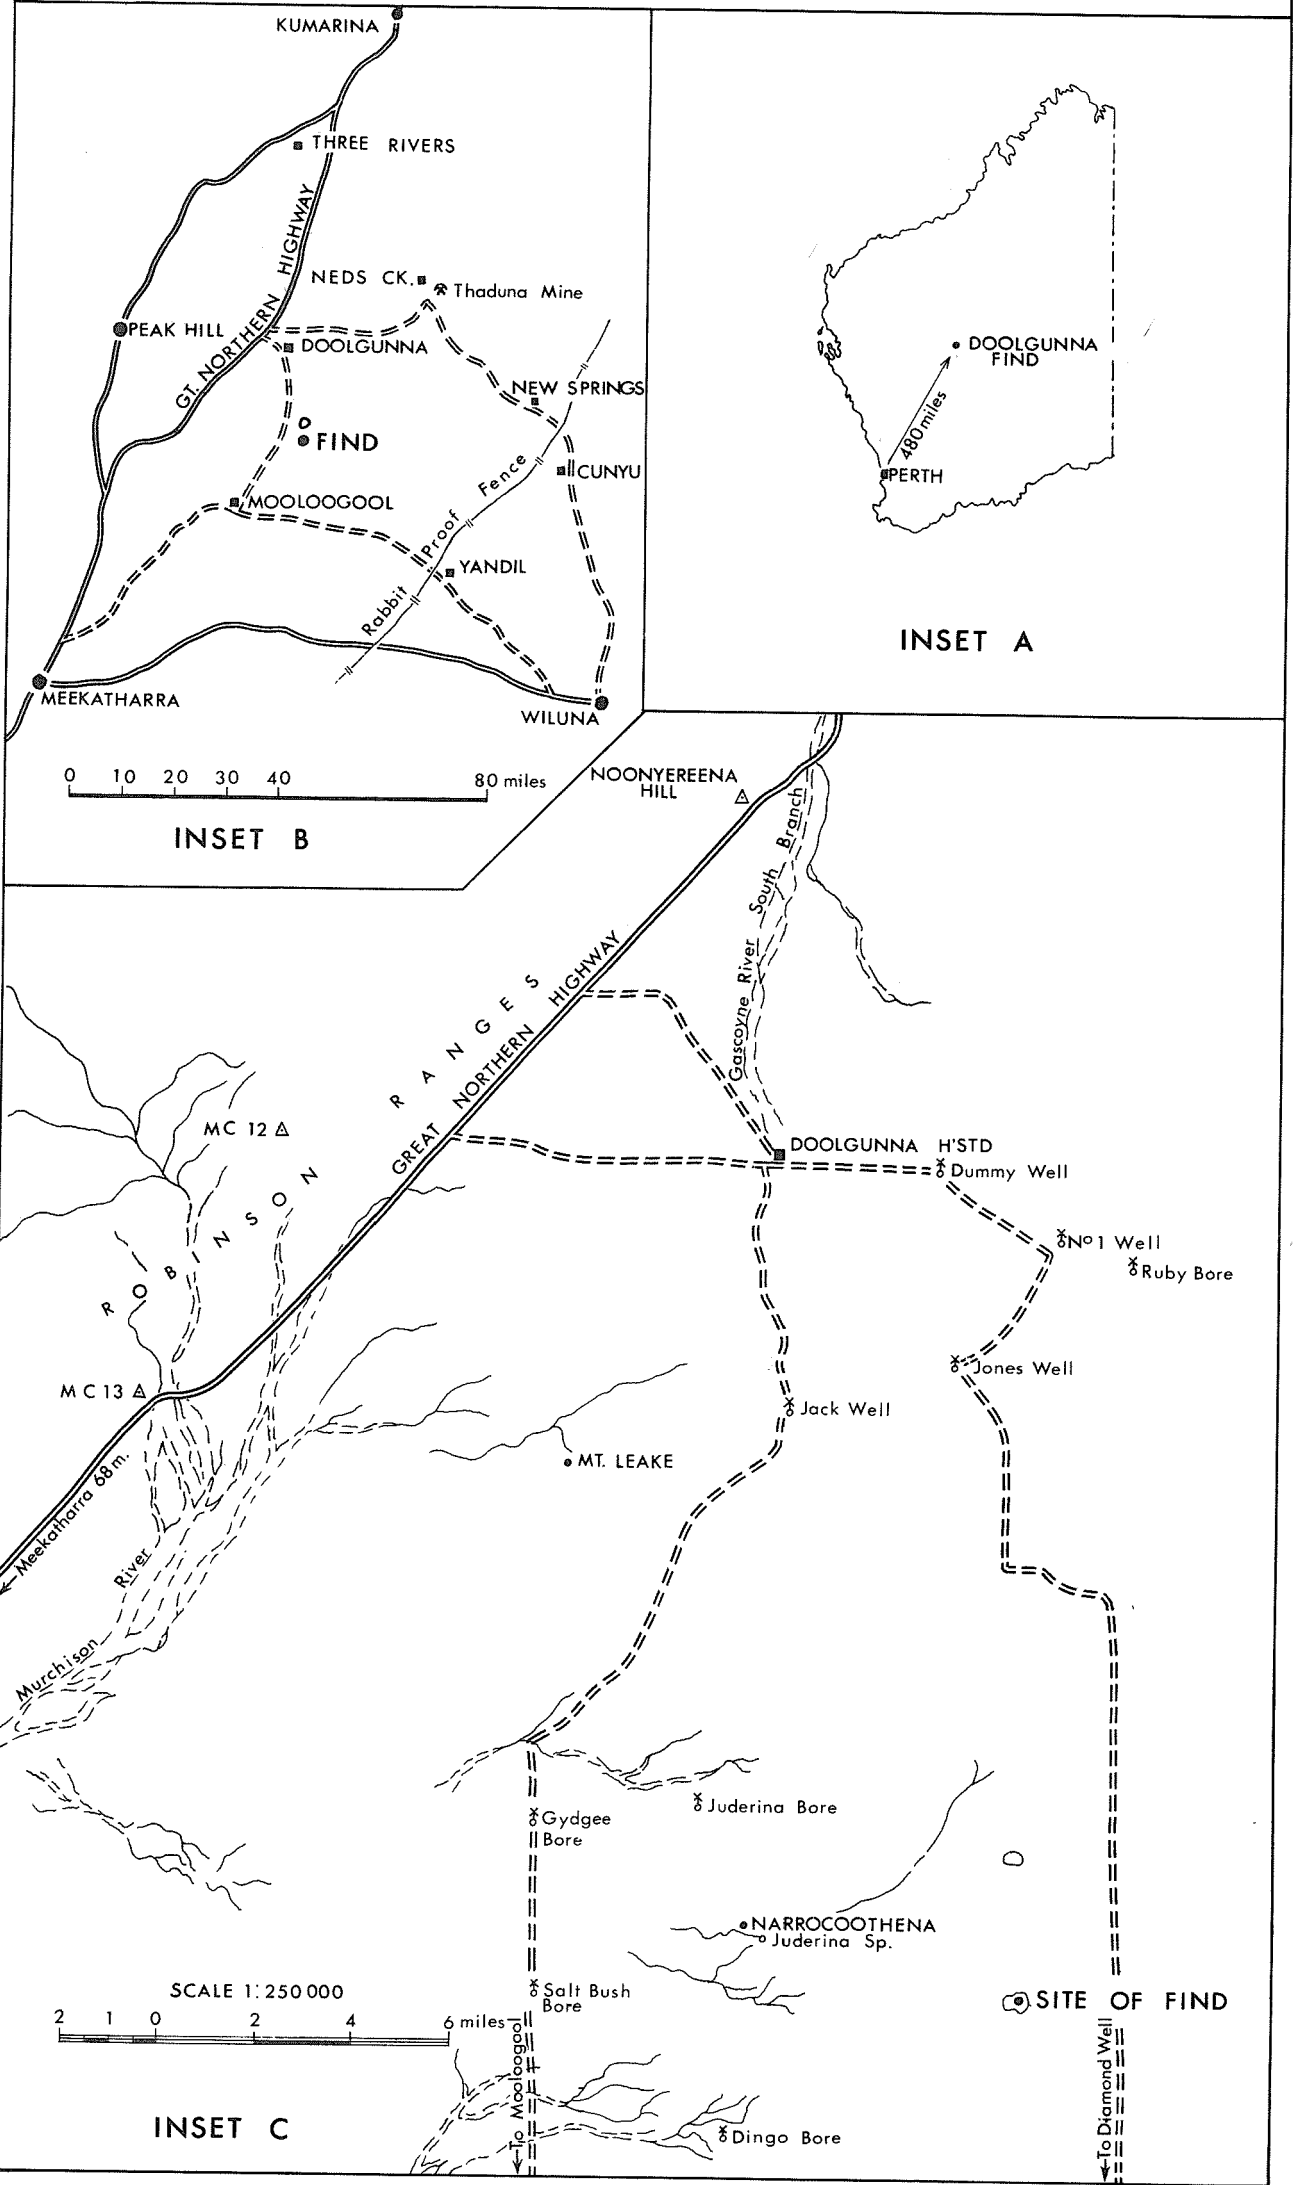 KUMARINA
THREE RIVERS
GT. NORTHERN HIGHWAY
NEDS CK.
Thaduna Mine
PEAK HILL
DOOLGUNNA
NEW SPRINGS
FIND
Rabbit Proof Fence
CUNYU
MOOLOOGOOL
YANDIL
MEEKATHARRA
WILUNA
0 10 20 30 40 80 miles
INSET B
DOOLGUNNA
FIND
480 miles
PERTH
INSET A
NOONYEREENA
HILL
Gascoyne River South Branch
GREAT NORTHERN HIGHWAY
ROBINSON RANGES
MC 12
DOOLGUNNA H'STD
Dummy Well
No 1 Well
Ruby Bore
MC 13
Jones Well
Jack Well
MT. LEAKE
Meekatharra 68 m.
Murchison River
Juderina Bore
Gydgee
Bore
NARROCOOTHENA
Juderina Sp.
Salt Bush
Bore
SITE OF FIND
SCALE 1:250 000
2 1 0 2 4 6 miles
To Mooloogool
To Diamond Well
Dingo Bore
INSET C